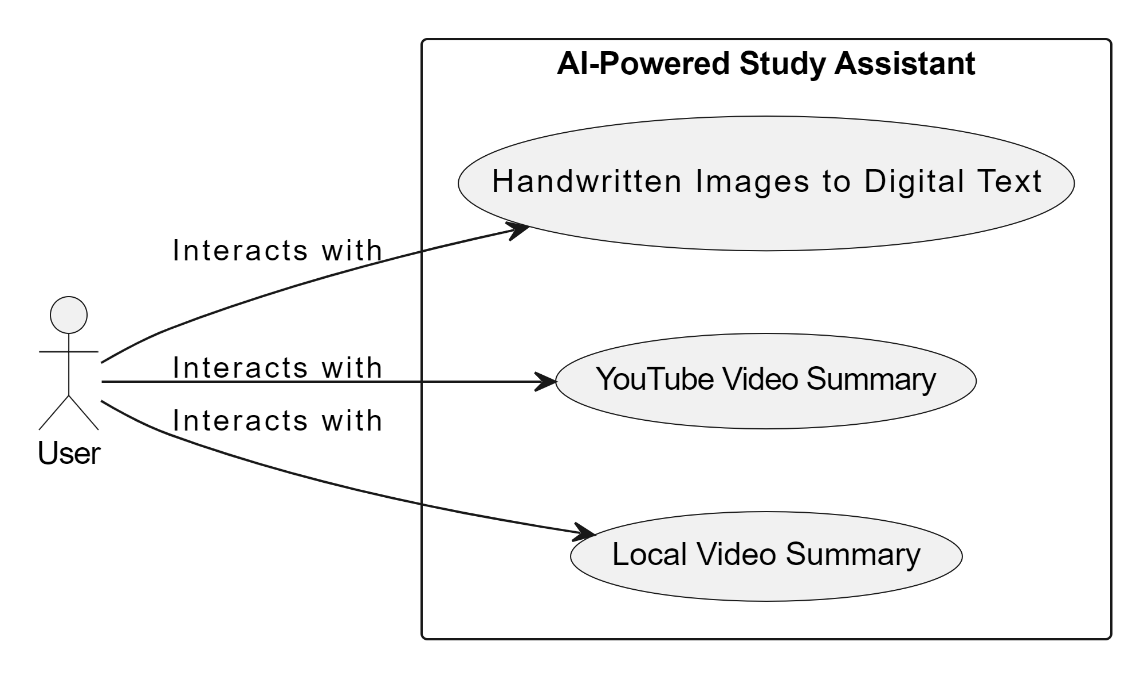 AI-Powered Study Assistant
Handwritten Images to Digital Text
Interacts with
Interacts with
YouTube Video Summary
Interacts with
User
Local Video Summary